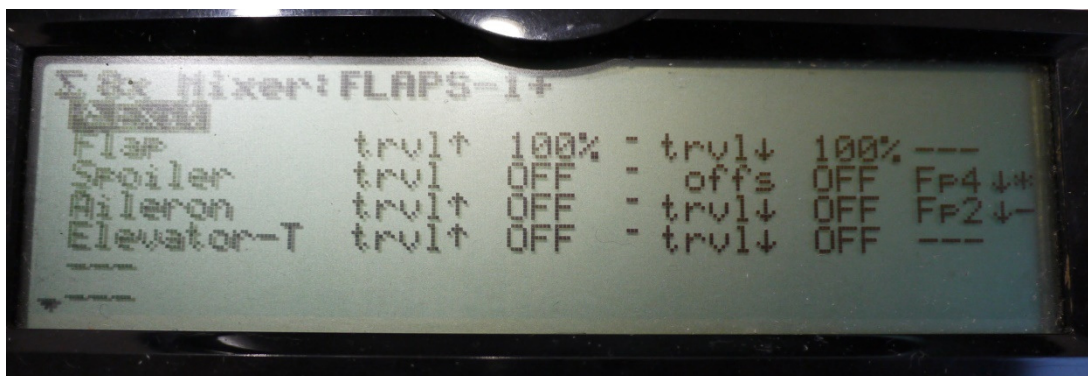 Σ 8x Mixer:FLAPS-1+
Flap trvl↑ 100% - trvl↓ 100% ---
Spoiler trvl OFF - offs OFF Fp4↓*
Aileron trvl↑ OFF - trvl↓ OFF Fp2↓-
Elevator-T trvl↑ OFF - trvl↓ OFF ---
----
----